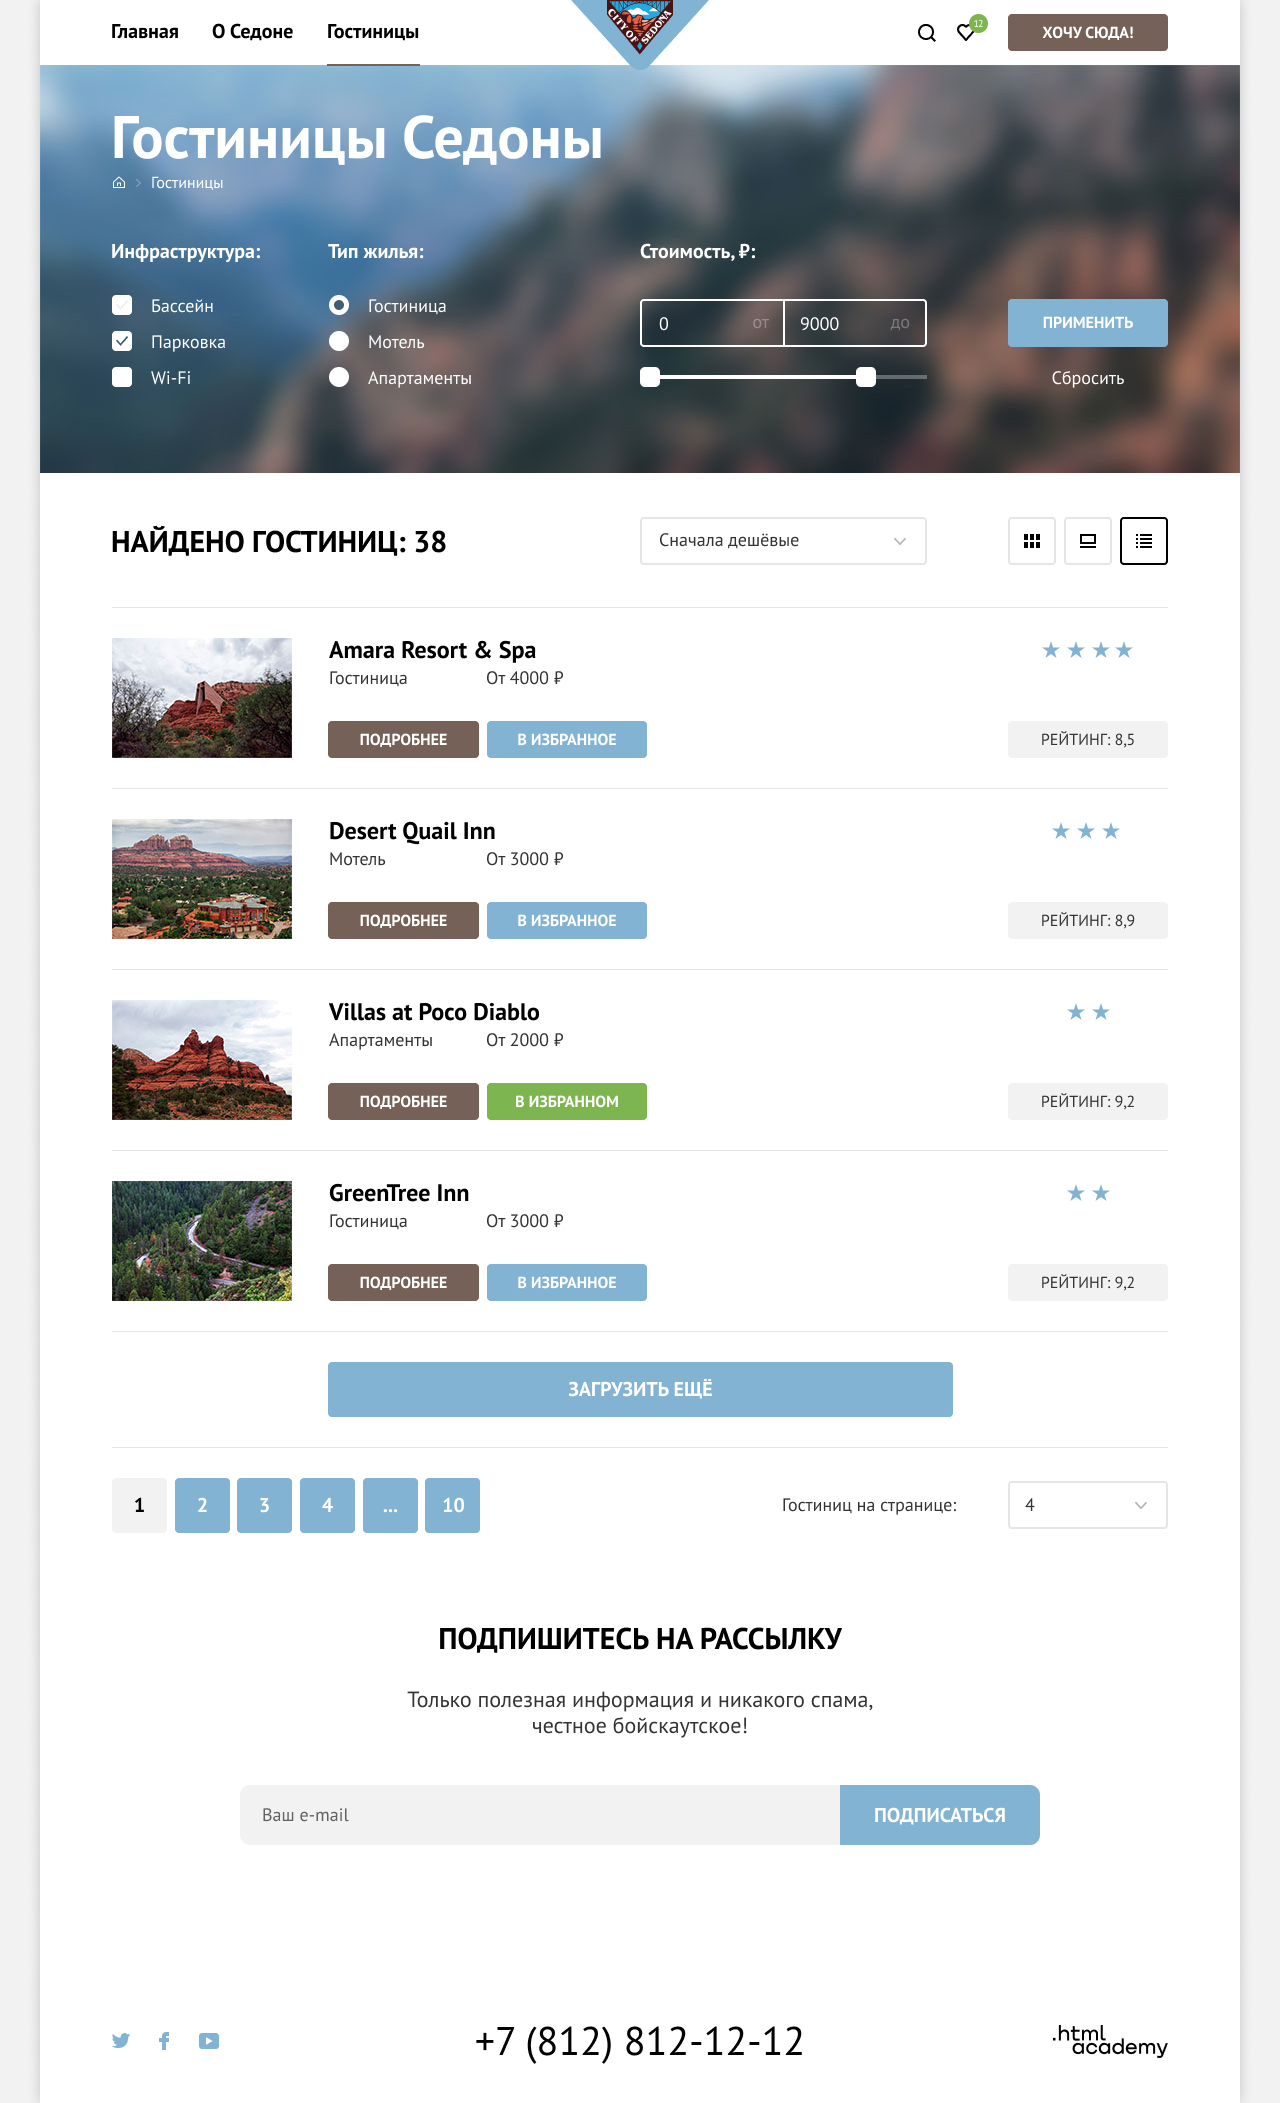 Главная О Седоне Гостиницы
CITY OF SEDONA
12
ХОЧУ СЮДА!
Гостиницы Седоны
Гостиницы
Инфраструктура: Тип жилья: Стоимость, ₽:
Бассейн Гостиница 0 от 9000 до ПРИМЕНИТЬ
Парковка Мотель
Wi-Fi Апартаменты Сбросить
НАЙДЕНО ГОСТИНИЦ: 38 Сначала дешёвые
Amara Resort & Spa
Гостиница От 4000 ₽
ПОДРОБНЕЕ В ИЗБРАННОЕ РЕЙТИНГ: 8,5
Desert Quail Inn
Мотель От 3000 ₽
ПОДРОБНЕЕ В ИЗБРАННОЕ РЕЙТИНГ: 8,9
Villas at Poco Diablo
Апартаменты От 2000 ₽
ПОДРОБНЕЕ В ИЗБРАННОМ РЕЙТИНГ: 9,2
GreenTree Inn
Гостиница От 3000 ₽
ПОДРОБНЕЕ В ИЗБРАННОЕ РЕЙТИНГ: 9,2
ЗАГРУЗИТЬ ЕЩЁ
1 2 3 4 ... 10 Гостиниц на странице: 4
ПОДПИШИТЕСЬ НА РАССЫЛКУ
Только полезная информация и никакого спама,
честное бойскаутское!
Ваш e-mail ПОДПИСАТЬСЯ
+7 (812) 812-12-12
.html
academy